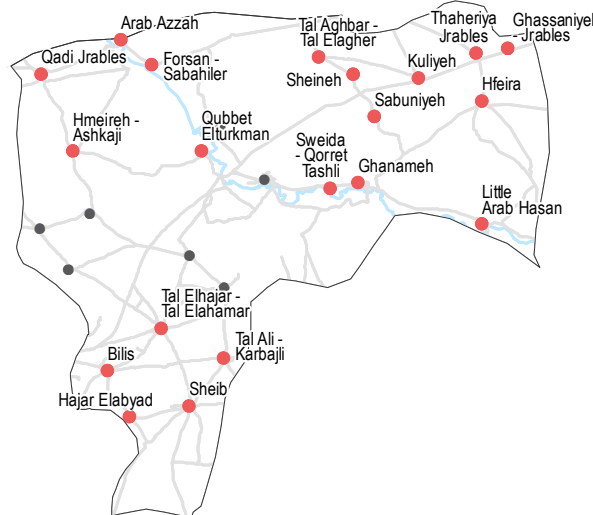 Arab Azzah
Qadi Jrables
Forsan -
Sabahiler
Tal Aghbar -
Tal Elagher
Thaheriya
Jrables
Ghassaniyeh
- Jrables
Kuliyeh
Sheineh
Hfeira
Sabuniyeh
Hmeireh -
Ashkaji
Qubbet
Elturkman
Sweida
- Qorret
Tashli
Ghanameh
Little
Arab Hasan
Tal Elhajar -
Tal Elahamar
Tal Ali -
Karbajli
Bilis
Hajar Elabyad
Sheib